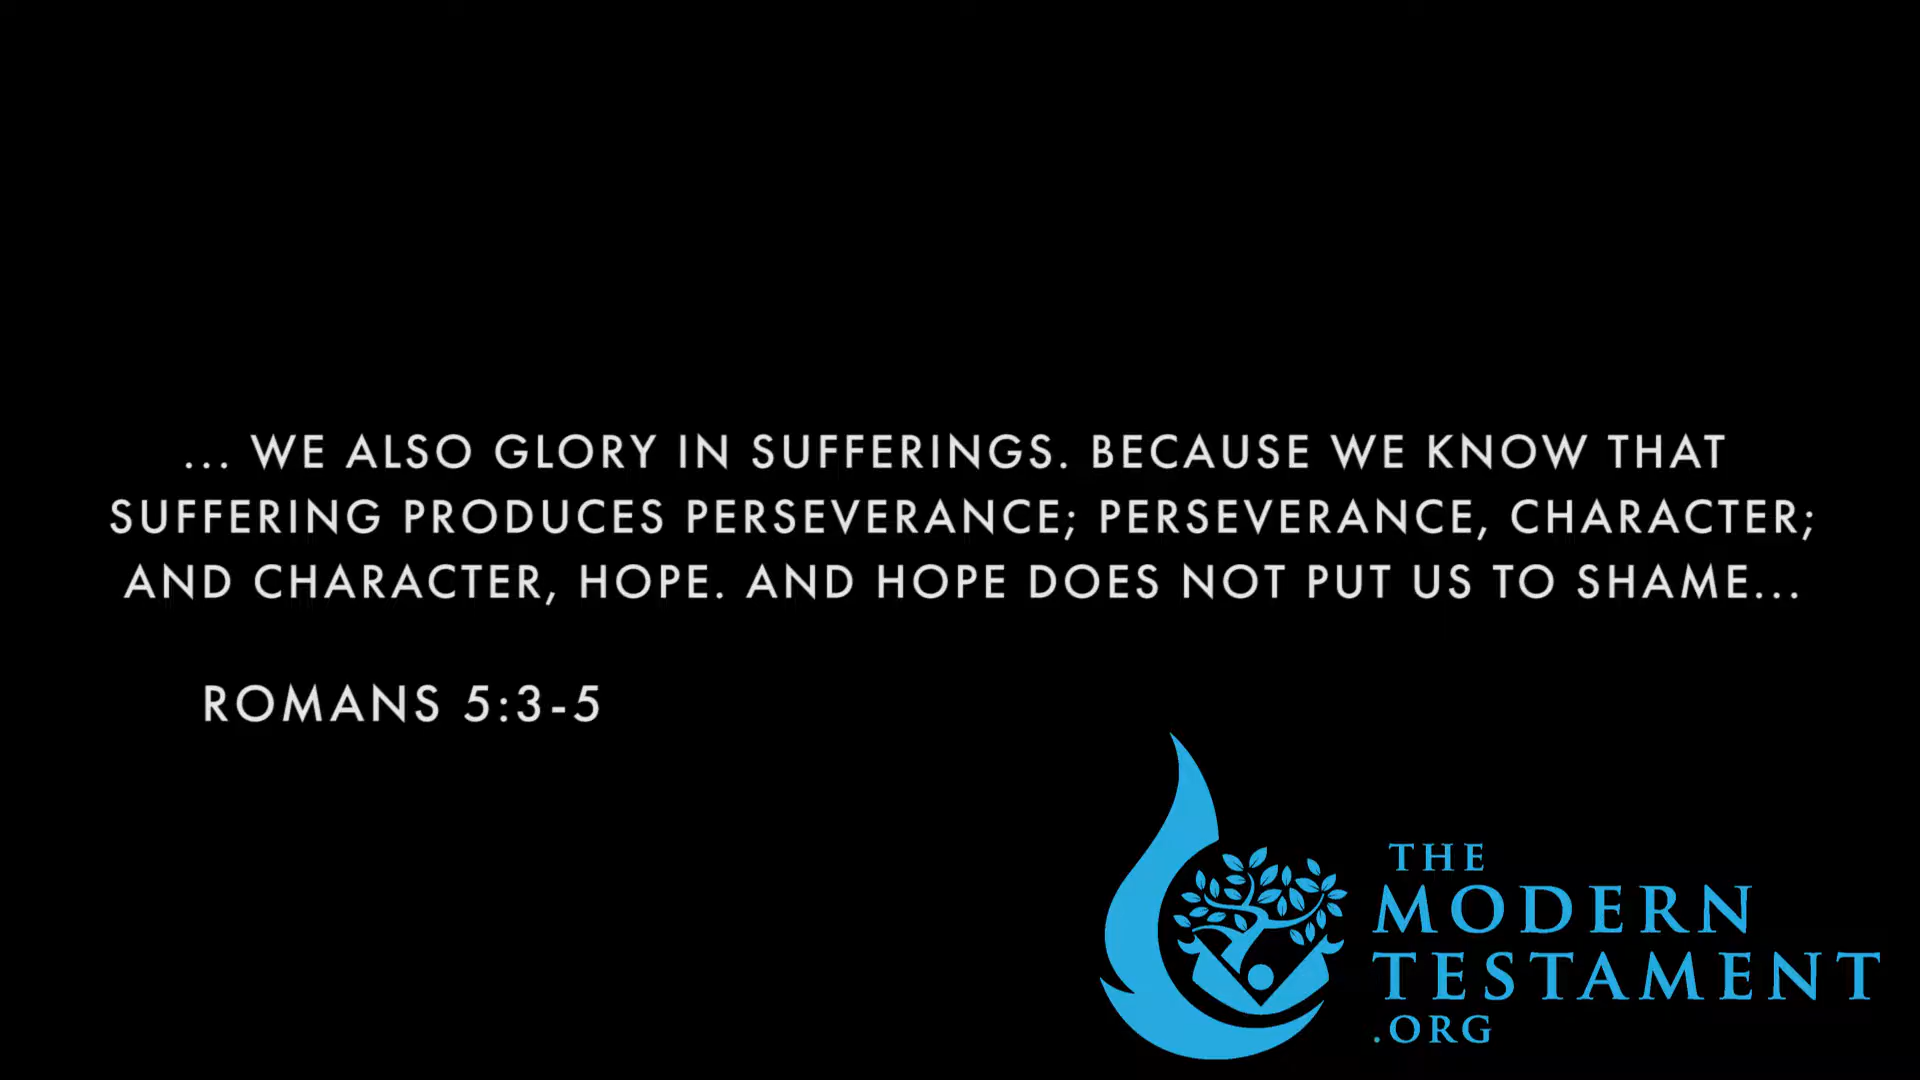 ... WE ALSO GLORY IN SUFFERINGS. BECAUSE WE KNOW THAT
SUFFERING PRODUCES PERSEVERANCE; PERSEVERANCE, CHARACTER;
AND CHARACTER, HOPE. AND HOPE DOES NOT PUT US TO SHAME...
ROMANS 5:3-5
THE
MODERN
TESTAMENT
.ORG